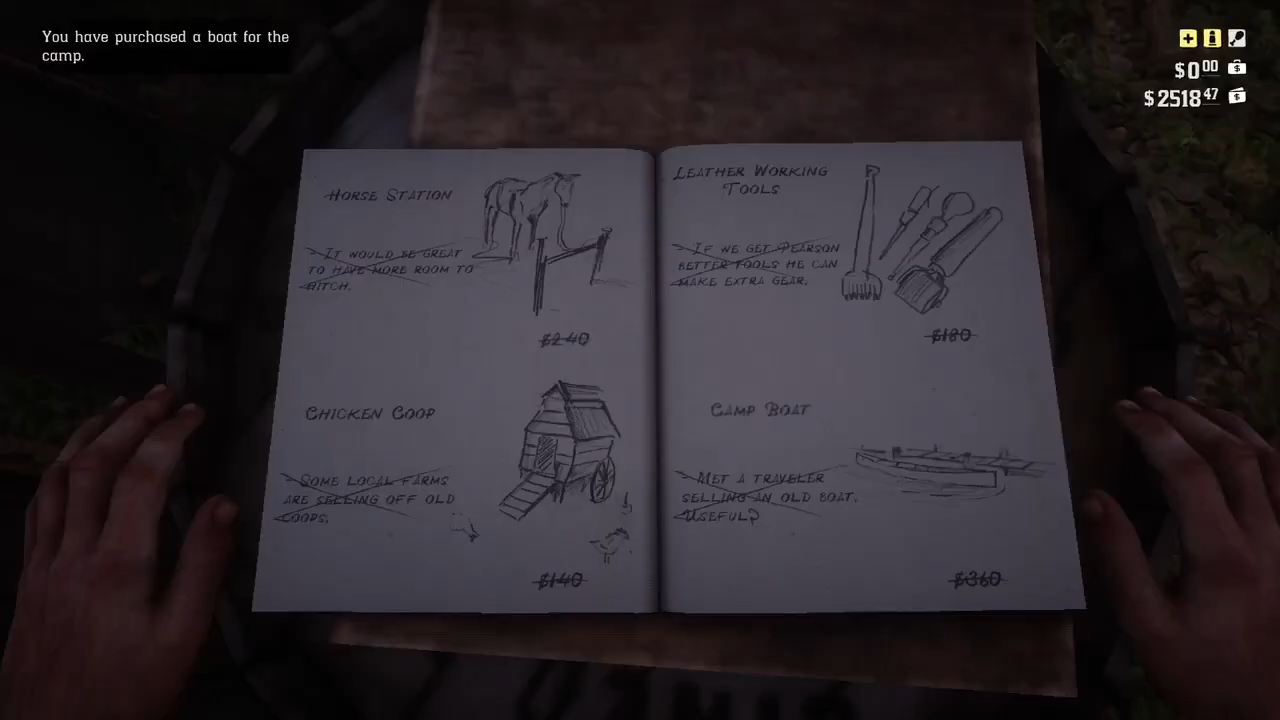 You have purchased a boat for the
camp.
$0.00
$2518.47
HORSE STATION
IT WOULD BE GREAT
TO HAVE MORE ROOM TO
HITCH.
$240
CHICKEN COOP
SOME LOCAL FARMS
ARE SELLING OFF OLD
COOPS.
$140
LEATHER WORKING
TOOLS
IF WE GET PEARSON
BETTER TOOLS HE CAN
MAKE EXTRA GEAR.
$180
CAMP BOAT
MET A TRAVELER
SELLING AN OLD BOAT.
USEFUL?
$360